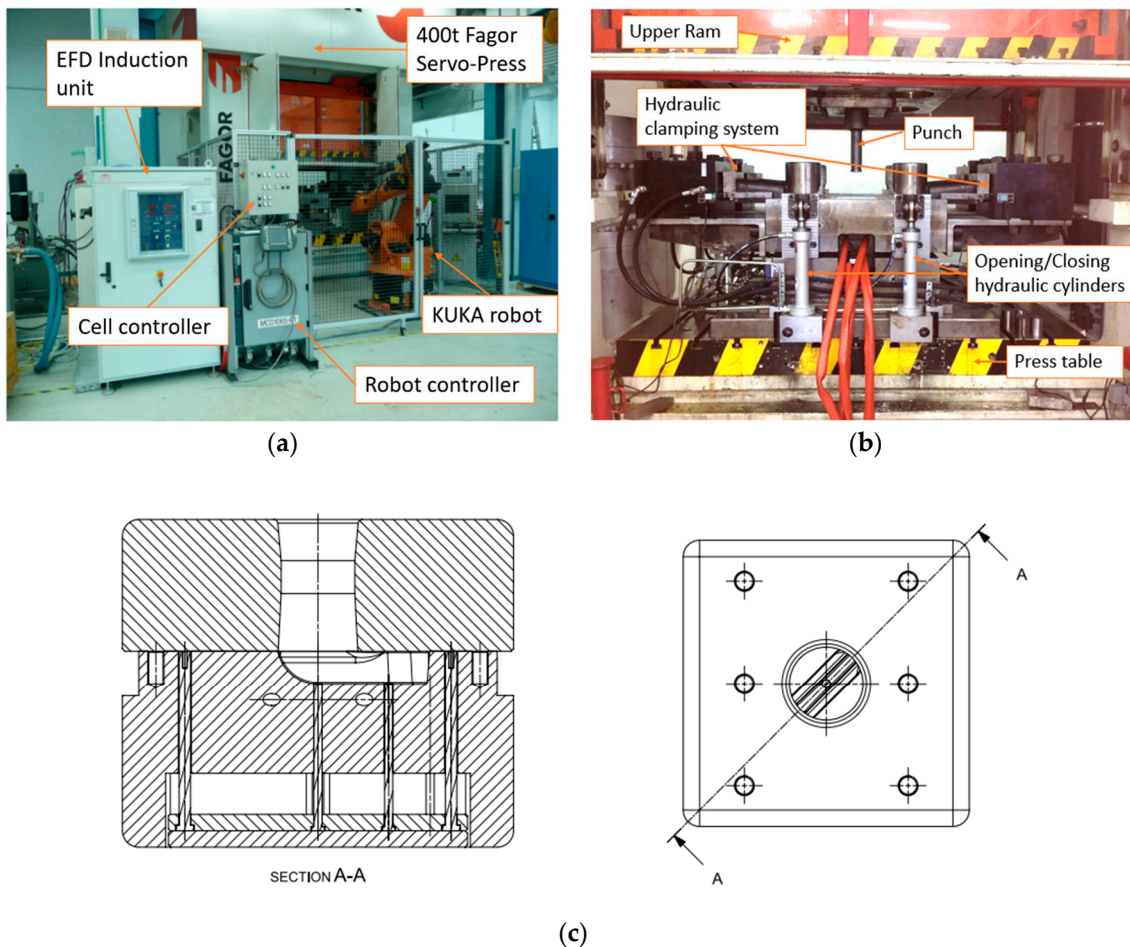 EFD Induction
unit
400t Fagor
Servo-Press
FAGOR
Cell controller
KUKA robot
Robot controller
(a)
Upper Ram
Hydraulic
clamping system
Punch
Opening/Closing
hydraulic cylinders
Press table
(b)
SECTION A-A
A
A
(c)